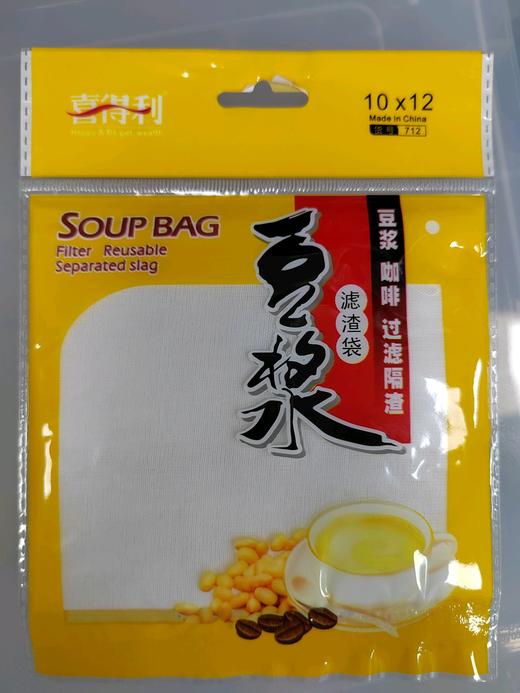 喜得利
Happy & Da get wealth
10 x 12
Made In China
货号 712
SOUP BAG
Filter Reusable
Separated slag
豆浆
滤渣袋
豆浆 咖啡 过滤隔渣